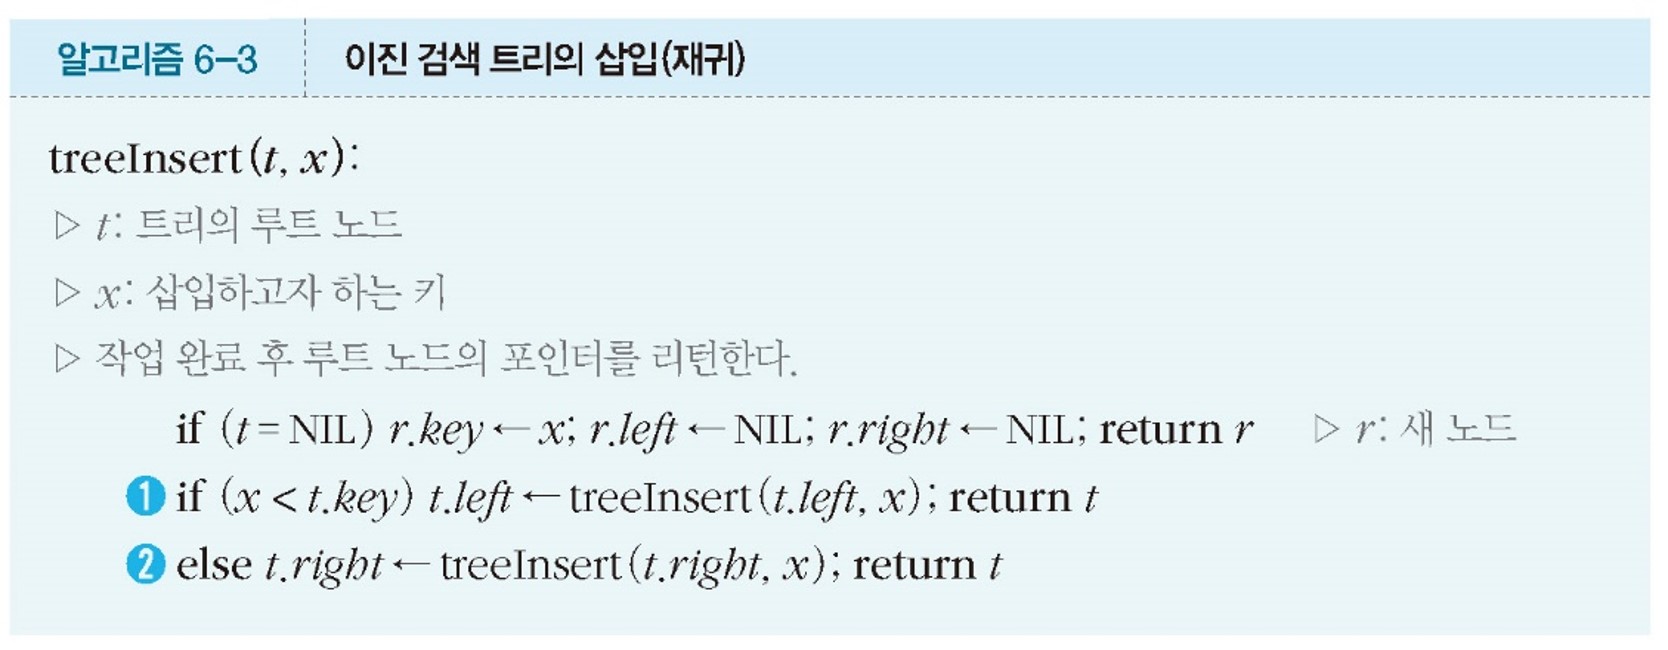 알고리즘 6-3 이진 검색 트리의 삽입(재귀)
treeInsert(t, x):
▷ t: 트리의 루트 노드
▷ x: 삽입하고자 하는 키
▷ 작업 완료 후 루트 노드의 포인터를 리턴한다.
if (t = NIL) r.key ← x; r.left ← NIL; r.right ← NIL; return r ▷ r: 새 노드
❶ if (x < t.key) t.left ← treeInsert(t.left, x); return t
❷ else t.right ← treeInsert(t.right, x); return t